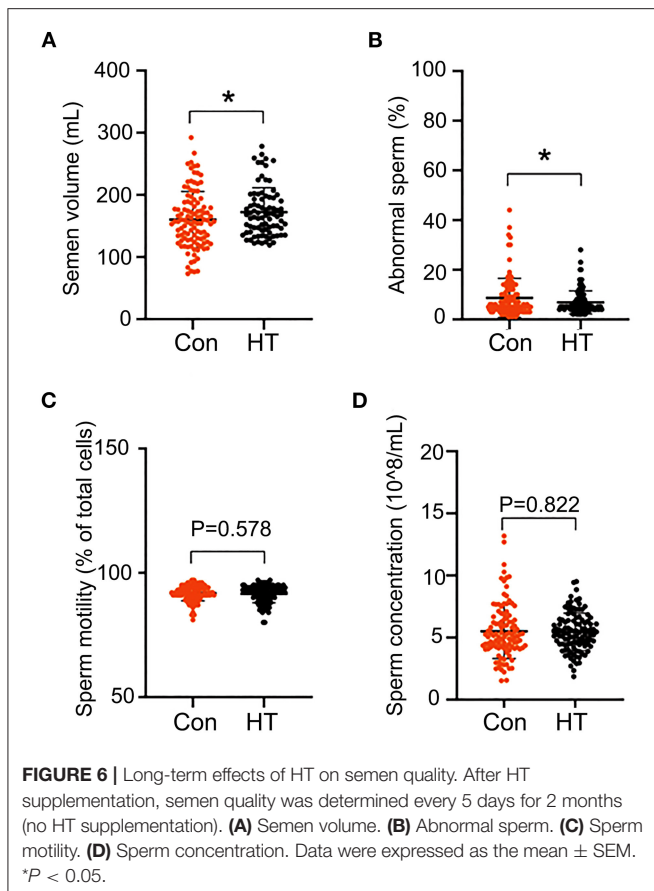 A
Semen volume (mL)
400
300
200
100
0
*
Con HT
B
Abnormal sperm (%)
100
80
60
40
20
0
*
Con HT
C
Sperm motility (% of total cells)
150
100
50
P=0.578
Con HT
D
Sperm concentration (10^8/mL)
20
15
10
5
0
P=0.822
Con HT
FIGURE 6 | Long-term effects of HT on semen quality. After HT
supplementation, semen quality was determined every 5 days for 2 months
(no HT supplementation). (A) Semen volume. (B) Abnormal sperm. (C) Sperm
motility. (D) Sperm concentration. Data were expressed as the mean ± SEM.
*P < 0.05.